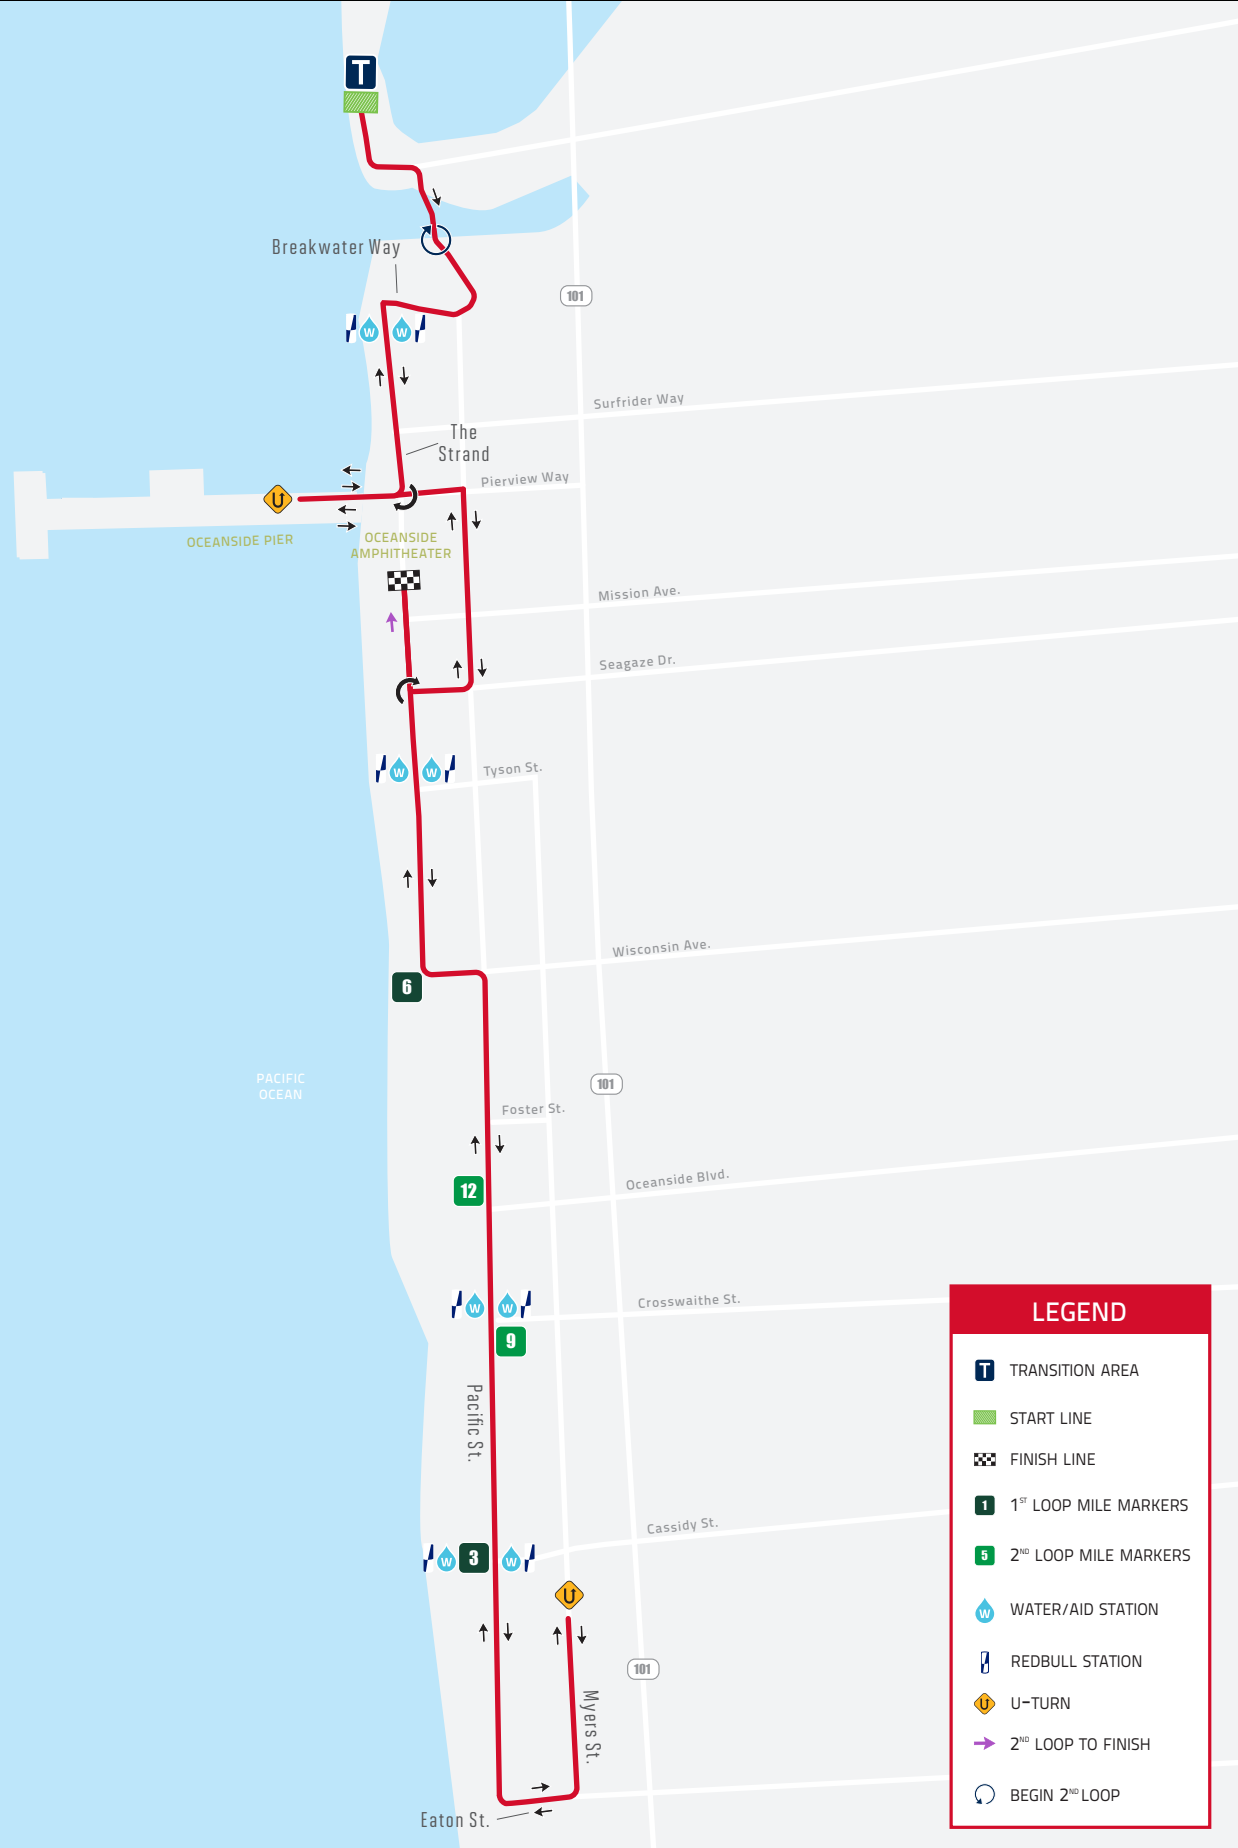 T
Breakwater Way
101
W
W
Surfrider Way
The
Strand
Pierview Way
U
OCEANSIDE PIER
OCEANSIDE
AMPHITHEATER
Mission Ave.
Seagaze Dr.
W
W
Tyson St.
Wisconsin Ave.
6
PACIFIC
OCEAN
101
Foster St.
12
Oceanside Blvd.
W
W
Crosswaithe St.
9
Pacific St.
Cassidy St.
W
3
W
U
101
Myers St.
Eaton St.
LEGEND
T TRANSITION AREA
START LINE
FINISH LINE
1 1ST LOOP MILE MARKERS
5 2ND LOOP MILE MARKERS
W WATER/AID STATION
REDBULL STATION
U U-TURN
2ND LOOP TO FINISH
BEGIN 2ND LOOP